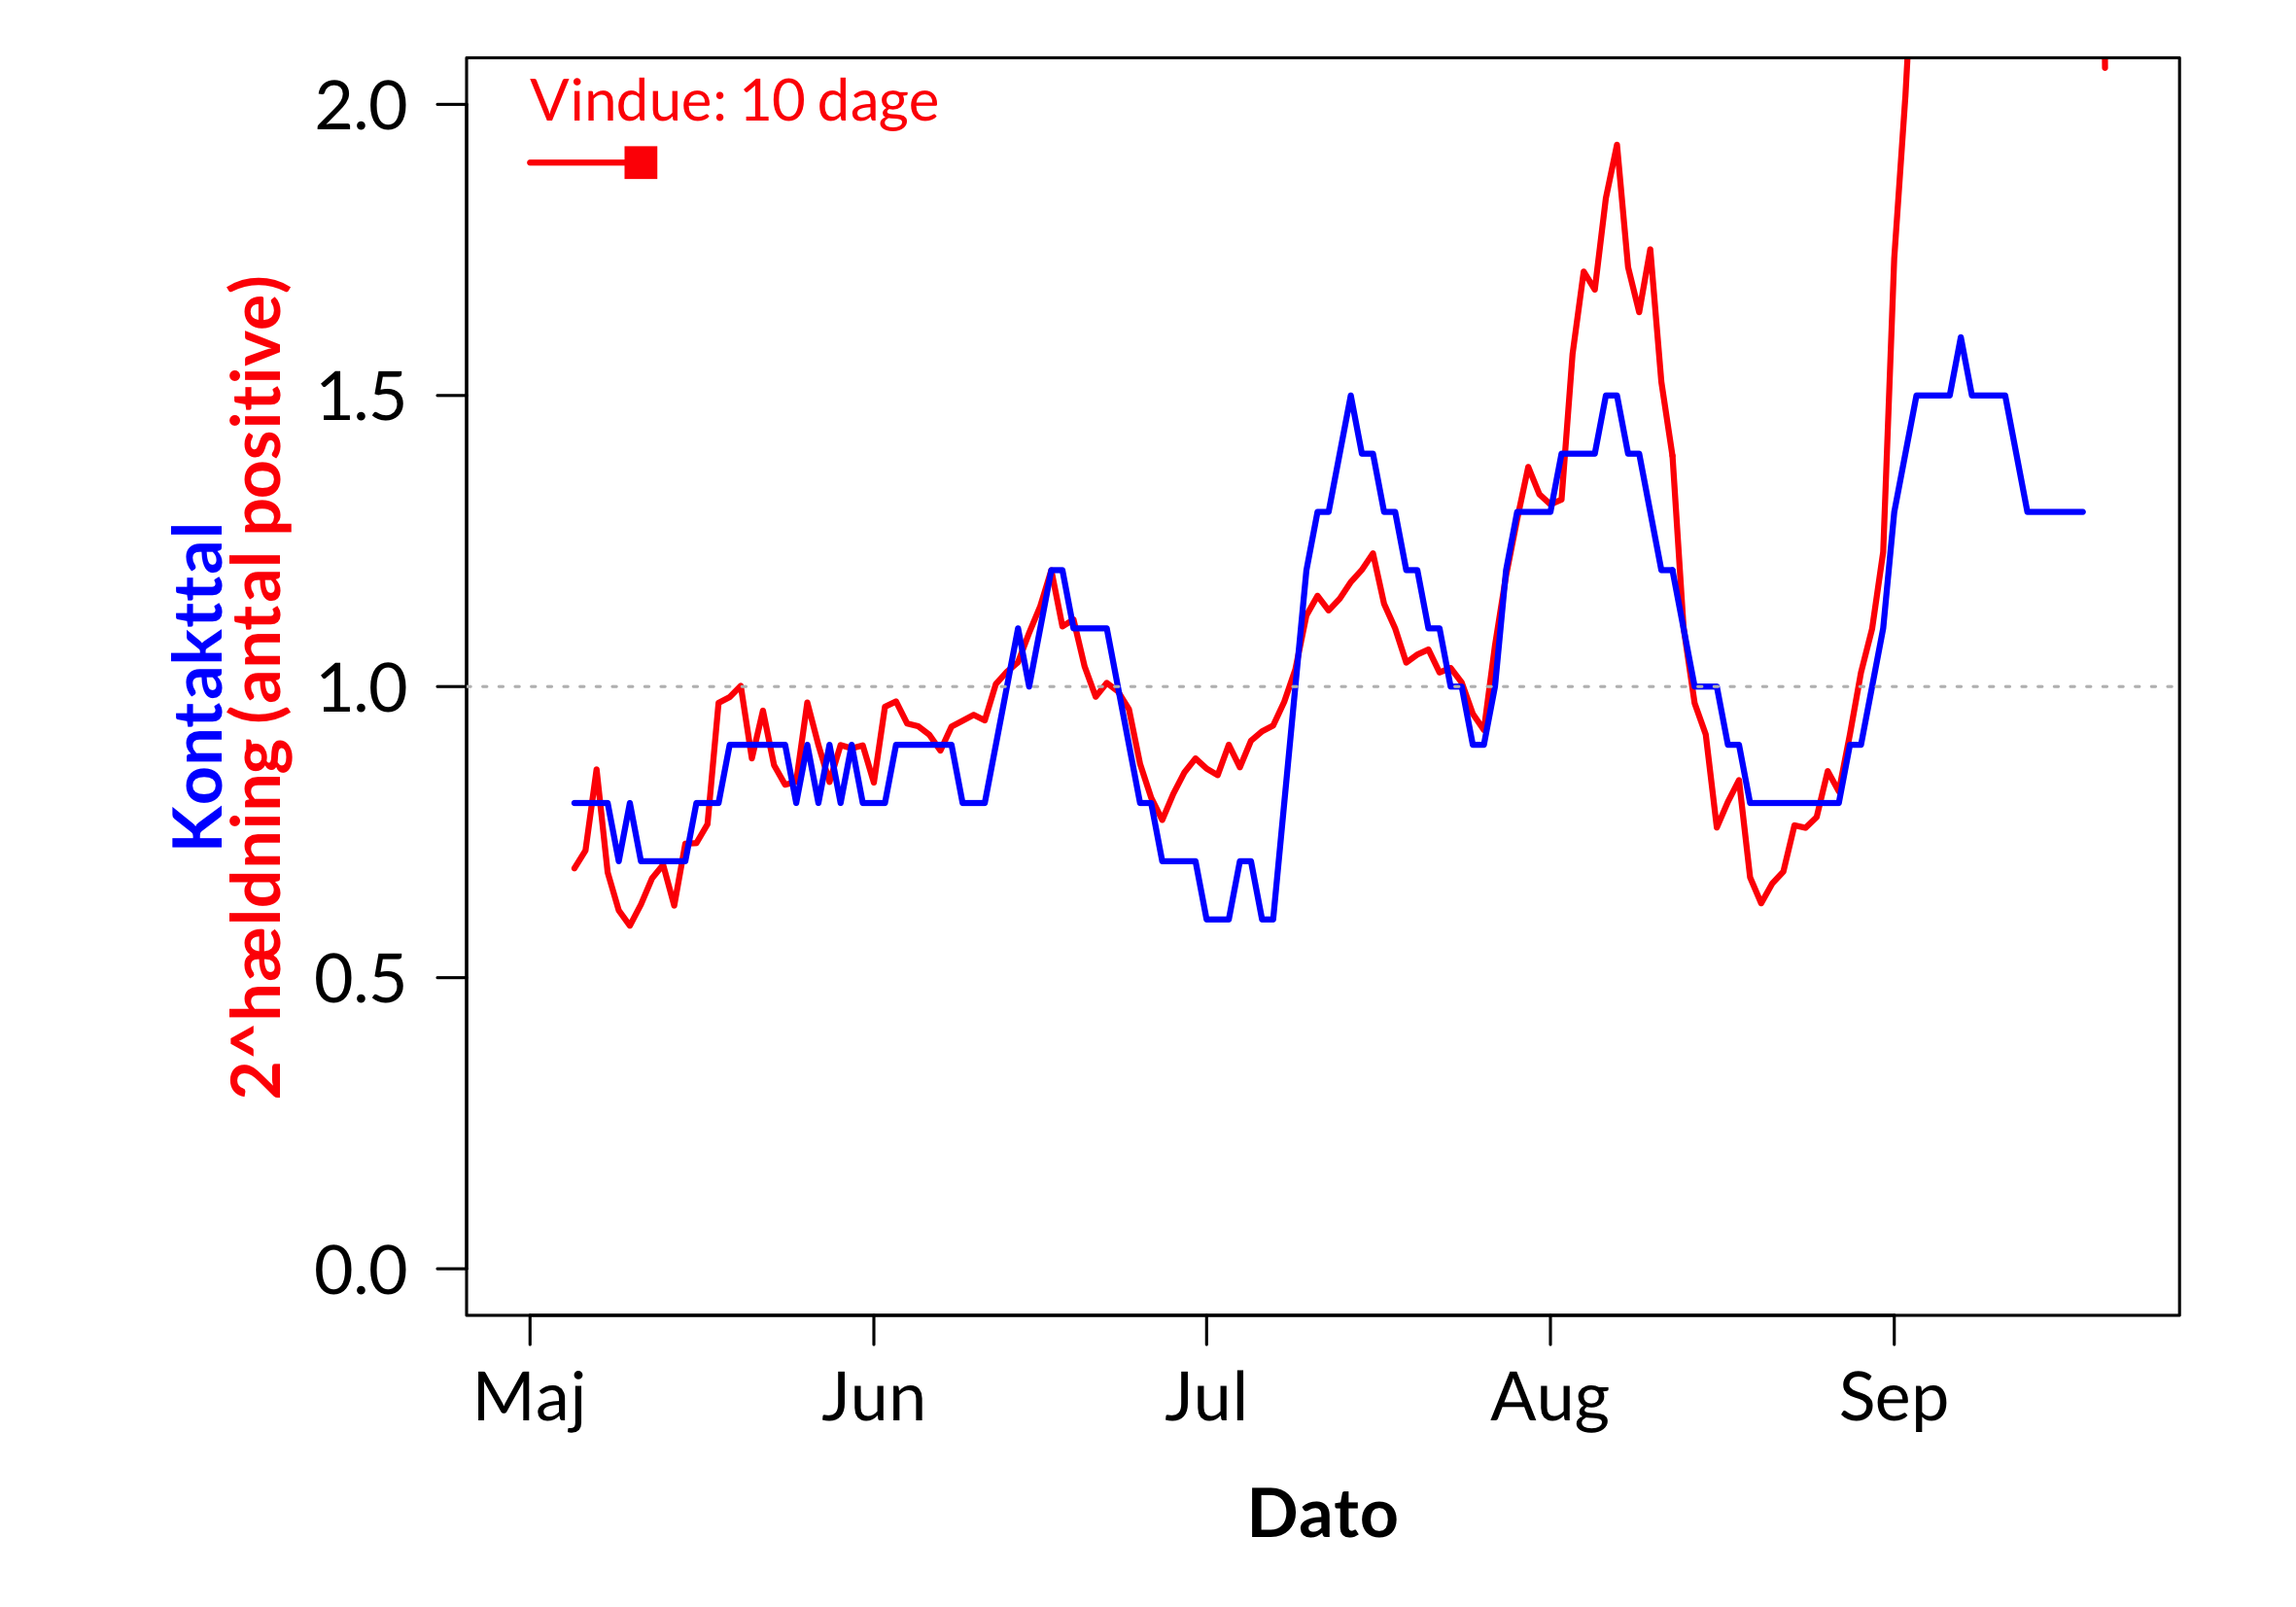 Kontakttal
2^hældning (antal positive)
Vindue: 10 dage
2.0
1.5
1.0
0.5
0.0
Maj Jun Jul Aug Sep
Dato